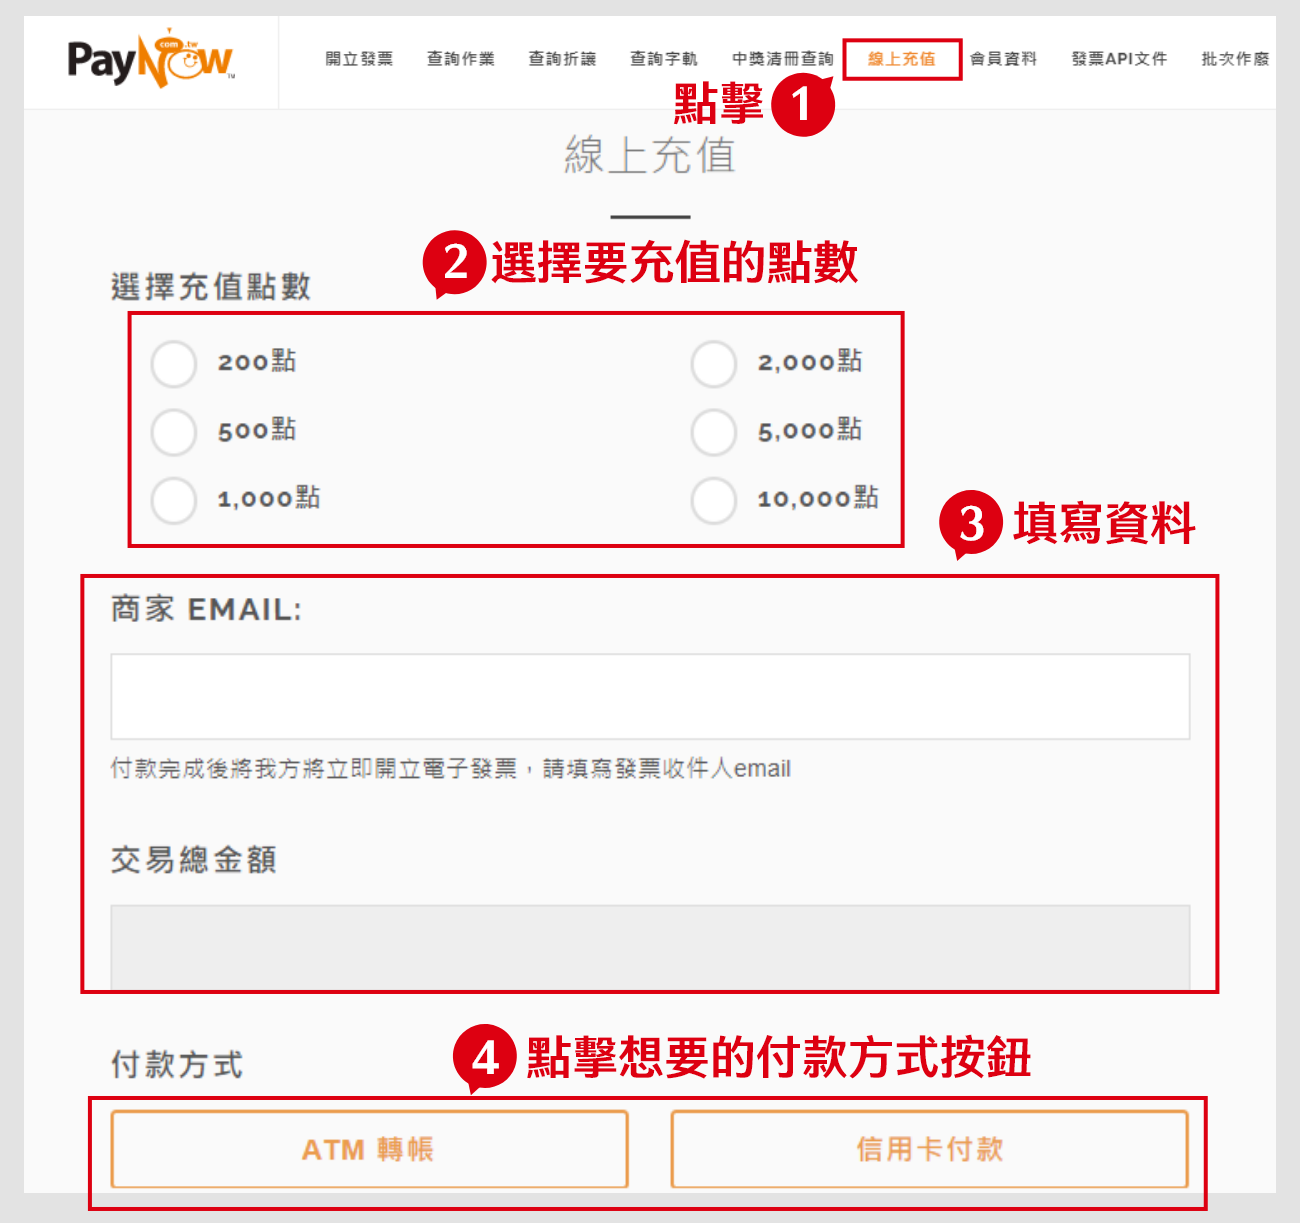 PayNow com.tw TM
開立發票 查詢作業 查詢折讓 查詢字軌 中獎清冊查詢 線上充值 會員資料 發票API文件 批次作廢
點擊 1
線上充值
2 選擇要充值的點數
選擇充值點數
200點 2,000點
500點 5,000點
1,000點 10,000點
3 填寫資料
商家 EMAIL:
付款完成後將我方將立即開立電子發票，請填寫發票收件人email
交易總金額
4 點擊想要的付款方式按鈕
付款方式
ATM 轉帳 信用卡付款